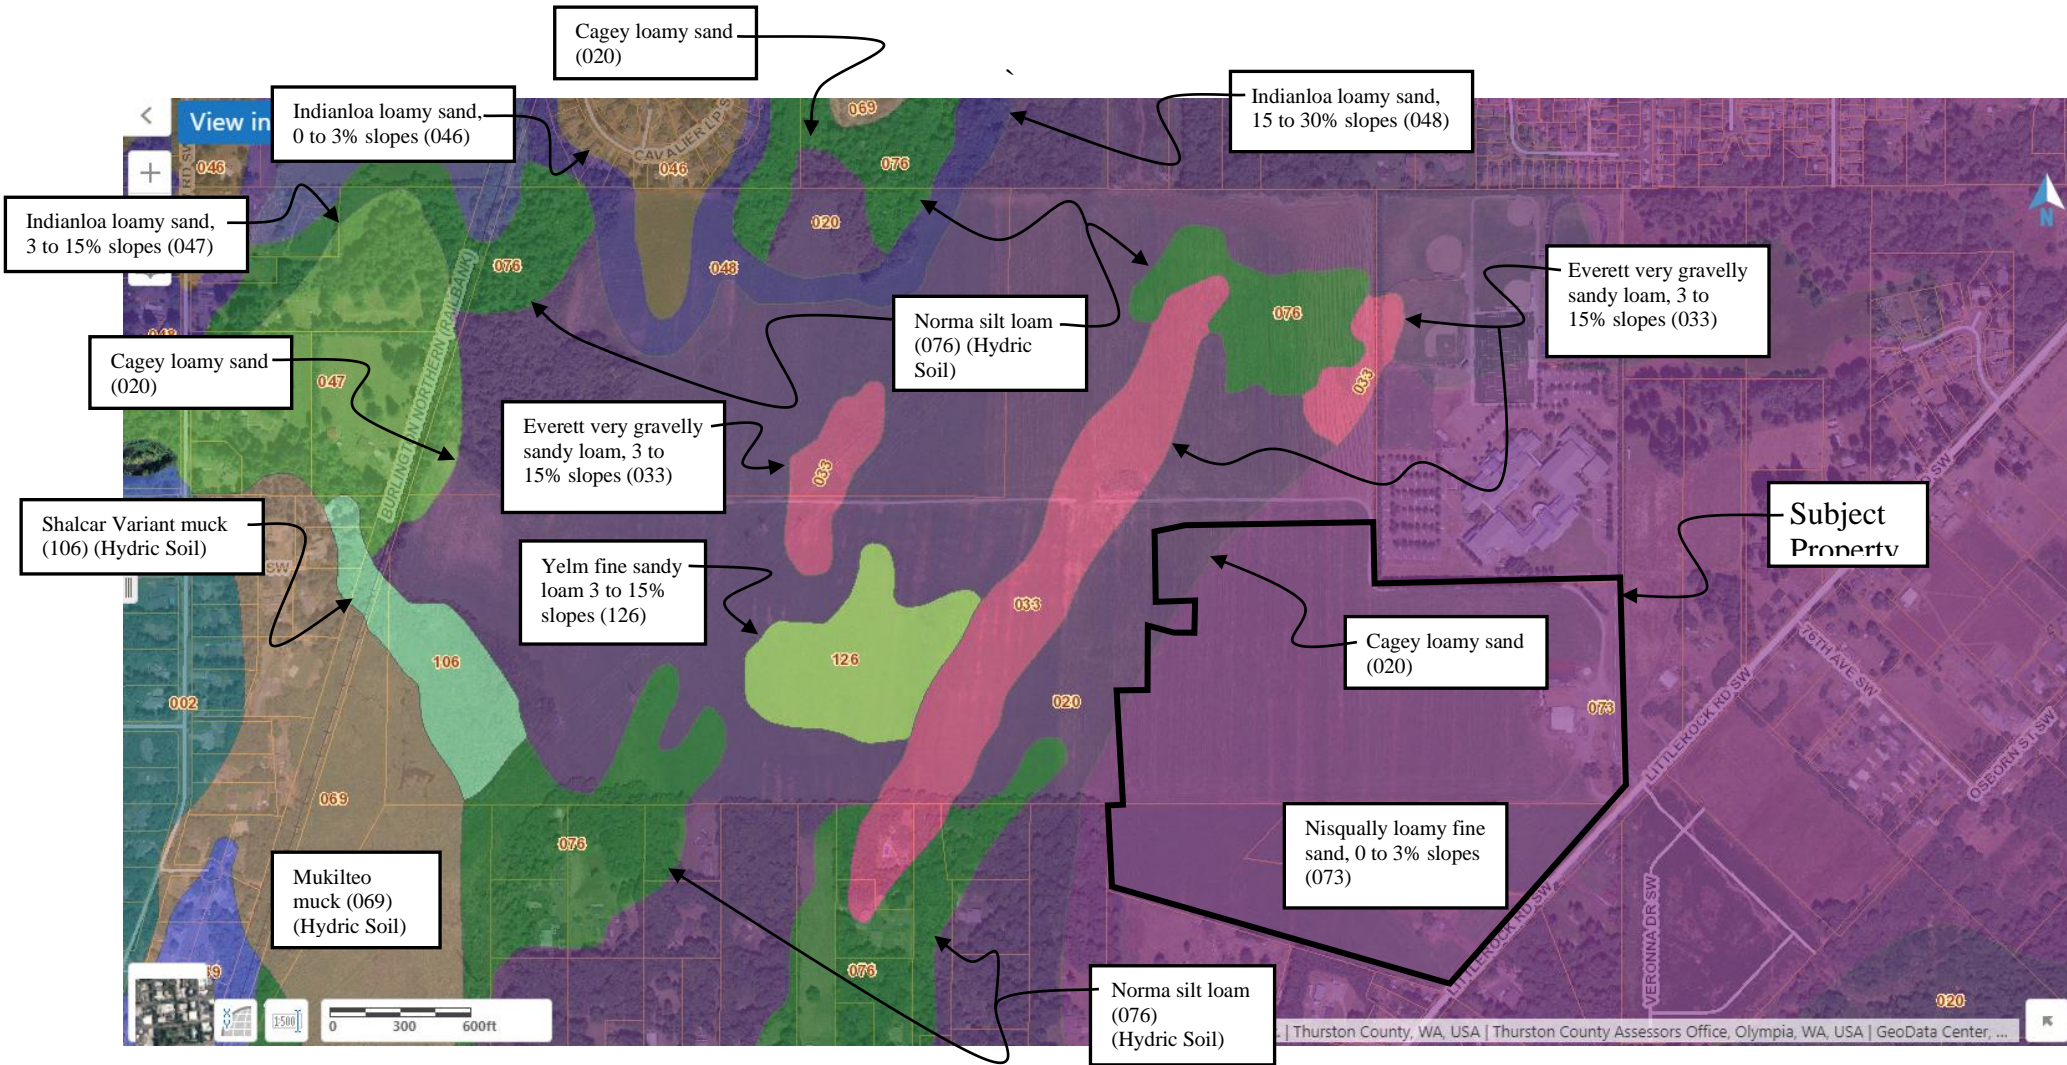 Cagey loamy sand
(020)
`
View in
Indianloa loamy sand,
0 to 3% slopes (046)
Indianloa loamy sand,
15 to 30% slopes (048)
Indianloa loamy sand,
3 to 15% slopes (047)
Cagey loamy sand
(020)
Norma silt loam
(076) (Hydric
Soil)
Everett very gravelly
sandy loam, 3 to
15% slopes (033)
Everett very gravelly
sandy loam, 3 to
15% slopes (033)
Shalcar Variant muck
(106) (Hydric Soil)
Yelm fine sandy
loam 3 to 15%
slopes (126)
Subject
Property
Cagey loamy sand
(020)
Nisqually loamy fine
sand, 0 to 3% slopes
(073)
Mukilteo
muck (069)
(Hydric Soil)
Norma silt loam
(076)
(Hydric Soil)
046
RD SW
CAVALIER LP S
046
069
076
020
048
076
076
033
047
BURLINGTON NORTHERN (RAILBANK)
033
SW
106
126
033
020
002
069
073
076
076
020
N
SW
LITTLEROCK RD SW
76TH AVE SW
OSBORN ST SW
VERONNA DR SW
LITTLEROCK RD SW
1:500
0 300 600ft
| Thurston County, WA, USA | Thurston County Assessors Office, Olympia, WA, USA | GeoData Center, ...